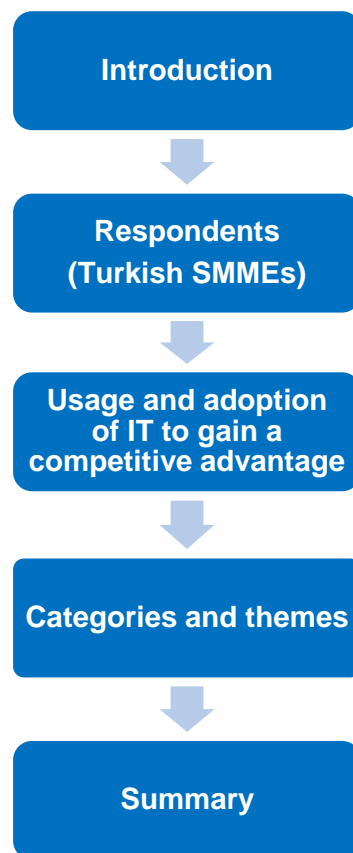 Introduction
Respondents
(Turkish SMMEs)
Usage and adoption
of IT to gain a
competitive advantage
Categories and themes
Summary